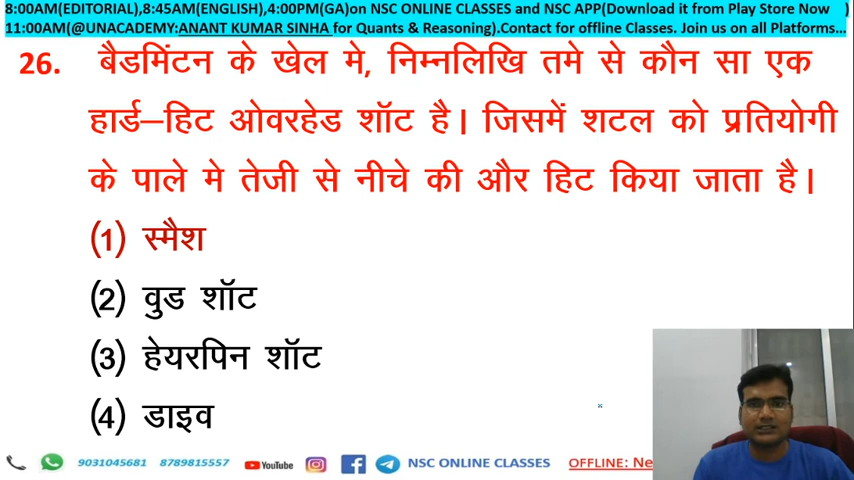 8:00AM(EDITORIAL),8:45AM(ENGLISH),4:00PM(GA)on NSC ONLINE CLASSES and NSC APP(Download it from Play Store Now )
11:00AM(@UNACADEMY:ANANT KUMAR SINHA for Quants & Reasoning).Contact for offline Classes. Join us on all Platforms...
26. बैडमिंटन के खेल मे, निम्नलिखि तमे से कौन सा एक
हार्ड–हिट ओवरहेड शॉट है। जिसमें शटल को प्रतियोगी
के पाले मे तेजी से नीचे की और हिट किया जाता है।
(1) स्मैश
(2) वुड शॉट
(3) हेयरपिन शॉट
(4) डाइव
9031045681 8789815557 YouTube NSC ONLINE CLASSES OFFLINE: Ne